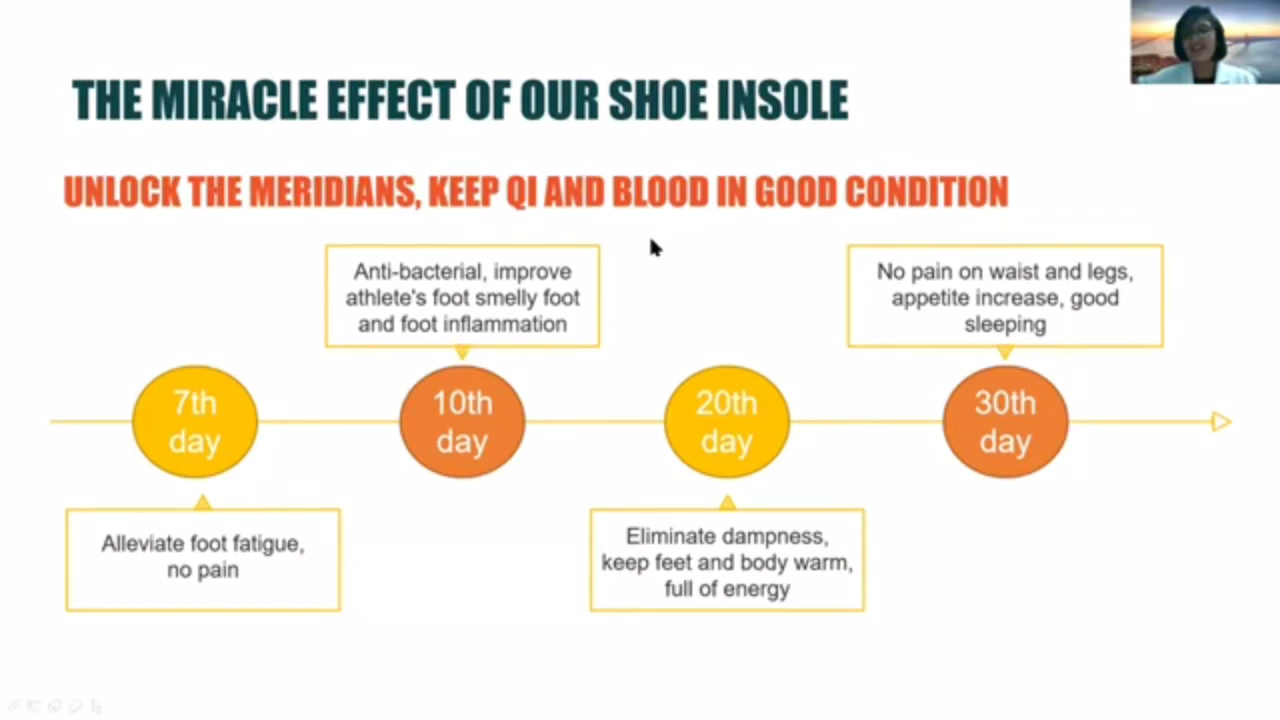 THE MIRACLE EFFECT OF OUR SHOE INSOLE
UNLOCK THE MERIDIANS, KEEP QI AND BLOOD IN GOOD CONDITION
Anti-bacterial, improve
athlete's foot smelly foot
and foot inflammation
No pain on waist and legs,
appetite increase, good
sleeping
7th
day
10th
day
20th
day
30th
day
Alleviate foot fatigue,
no pain
Eliminate dampness,
keep feet and body warm,
full of energy